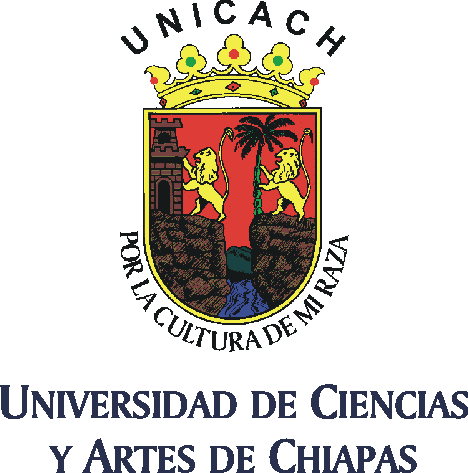 UNICACH
POR LA CULTURA DE MI RAZA
UNIVERSIDAD DE CIENCIAS
Y ARTES DE CHIAPAS